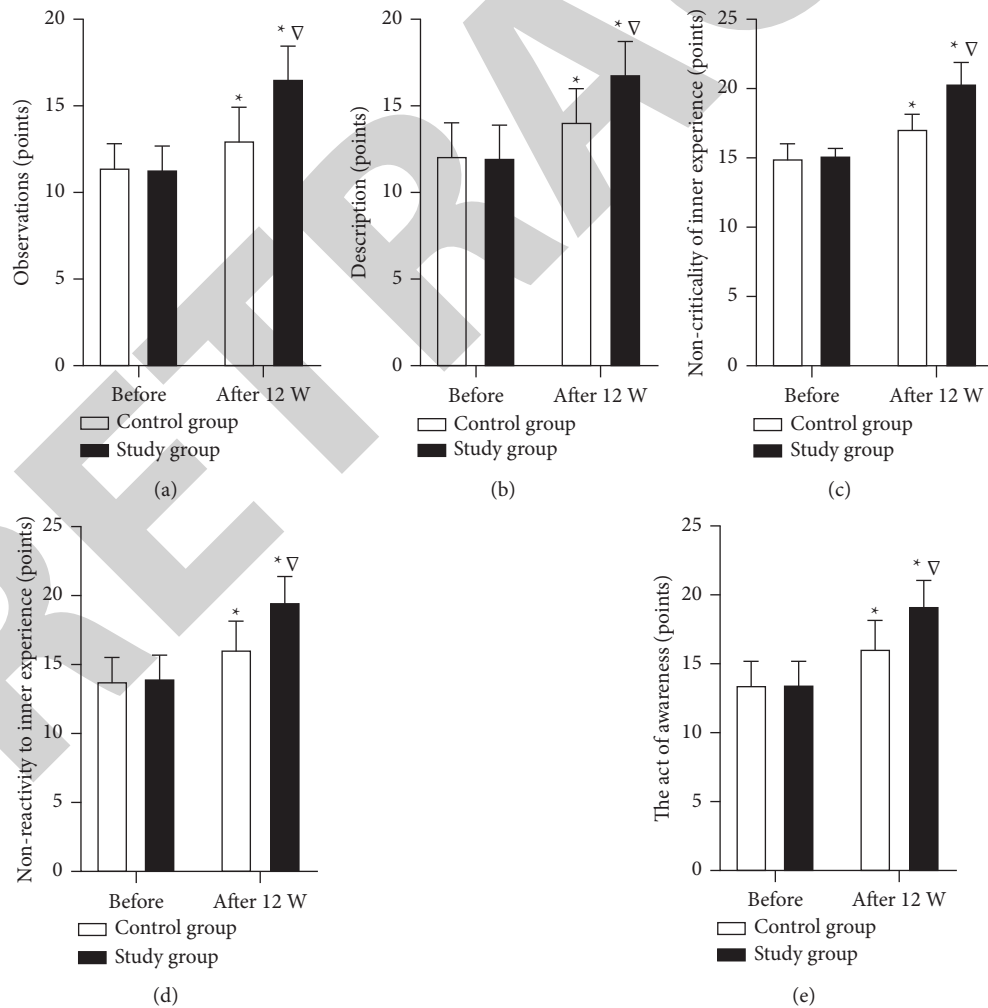 Observations (points)
20
15
10
5
0
* 
* ∇
Before
After 12 W
Control group
Study group
(a)
Description (points)
20
15
10
5
0
*
* ∇
Before
After 12 W
Control group
Study group
(b)
Non-criticality of inner experience (points)
25
20
15
10
5
0
*
* ∇
Before
After 12 W
Control group
Study group
(c)
Non-reactivity to inner experience (points)
25
20
15
10
5
0
*
* ∇
Before
After 12 W
Control group
Study group
(d)
The act of awareness (points)
25
20
15
10
5
0
*
* ∇
Before
After 12 W
Control group
Study group
(e)
RETRAC